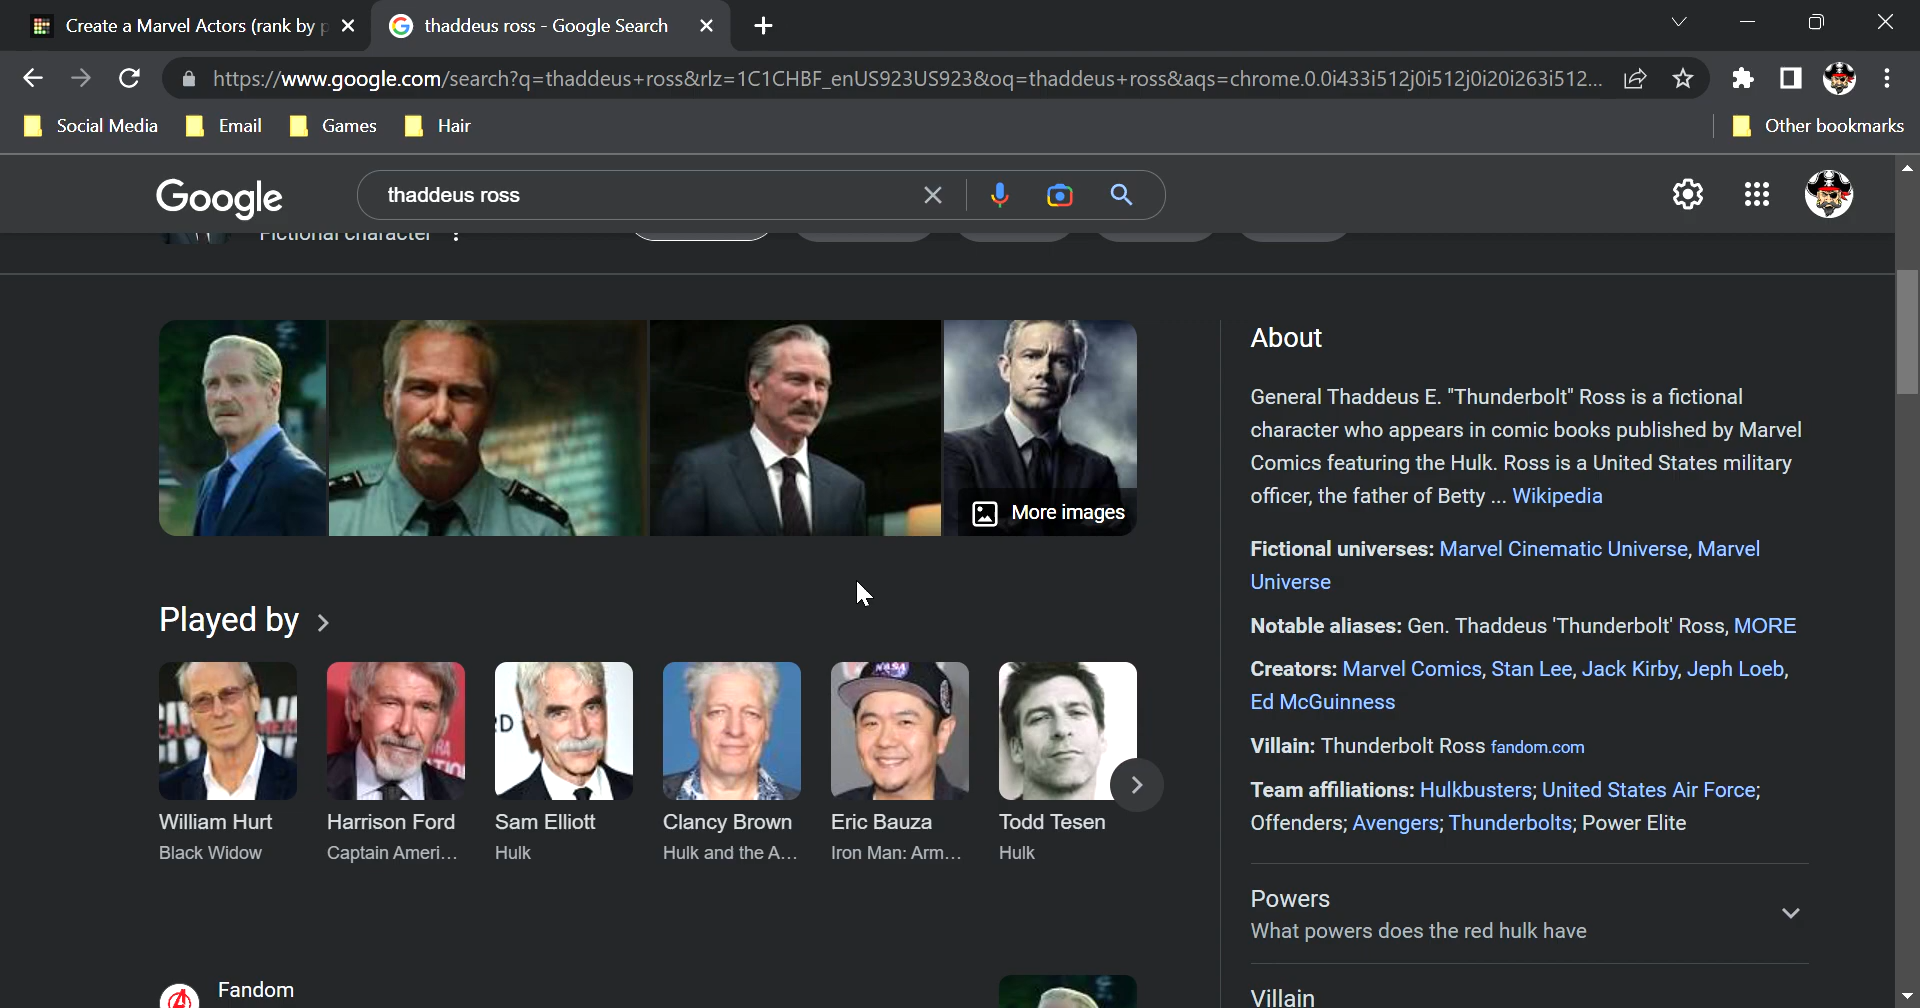 Create a Marvel Actors (rank by p
thaddeus ross - Google Search
https://www.google.com/search?q=thaddeus+ross&rlz=1C1CHBF_enUS923US923&oq=thaddeus+ross&aqs=chrome.0.0i433i512j0i512j0i20i263i512...
Social Media
Email
Games
Hair
Other bookmarks
Google
thaddeus ross
Fictional character
More images
Played by
NASA
William Hurt
Black Widow
Harrison Ford
Captain Ameri...
Sam Elliott
Hulk
Clancy Brown
Hulk and the A...
Eric Bauza
Iron Man: Arm...
Todd Tesen
Hulk
Fandom
About
General Thaddeus E. "Thunderbolt" Ross is a fictional
character who appears in comic books published by Marvel
Comics featuring the Hulk. Ross is a United States military
officer, the father of Betty ... Wikipedia
Fictional universes: Marvel Cinematic Universe, Marvel
Universe
Notable aliases: Gen. Thaddeus 'Thunderbolt' Ross, MORE
Creators: Marvel Comics, Stan Lee, Jack Kirby, Jeph Loeb,
Ed McGuinness
Villain: Thunderbolt Ross fandom.com
Team affiliations: Hulkbusters; United States Air Force;
Offenders; Avengers; Thunderbolts; Power Elite
Powers
What powers does the red hulk have
Villain